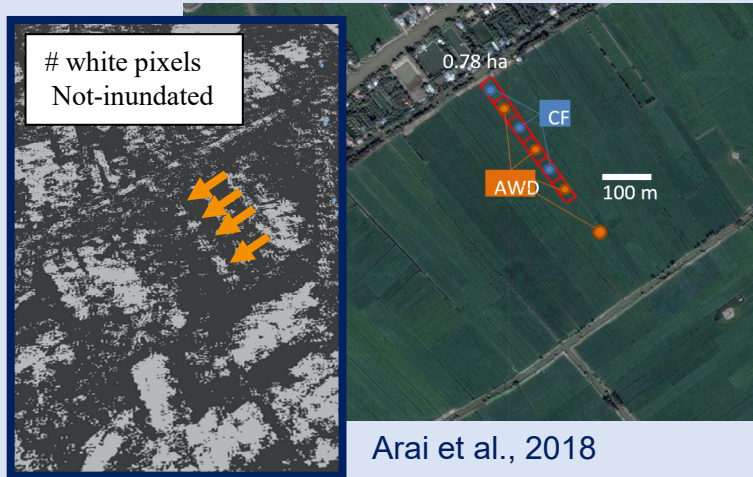 # white pixels
Not-inundated
0.78 ha
CF
AWD
100 m
Arai et al., 2018